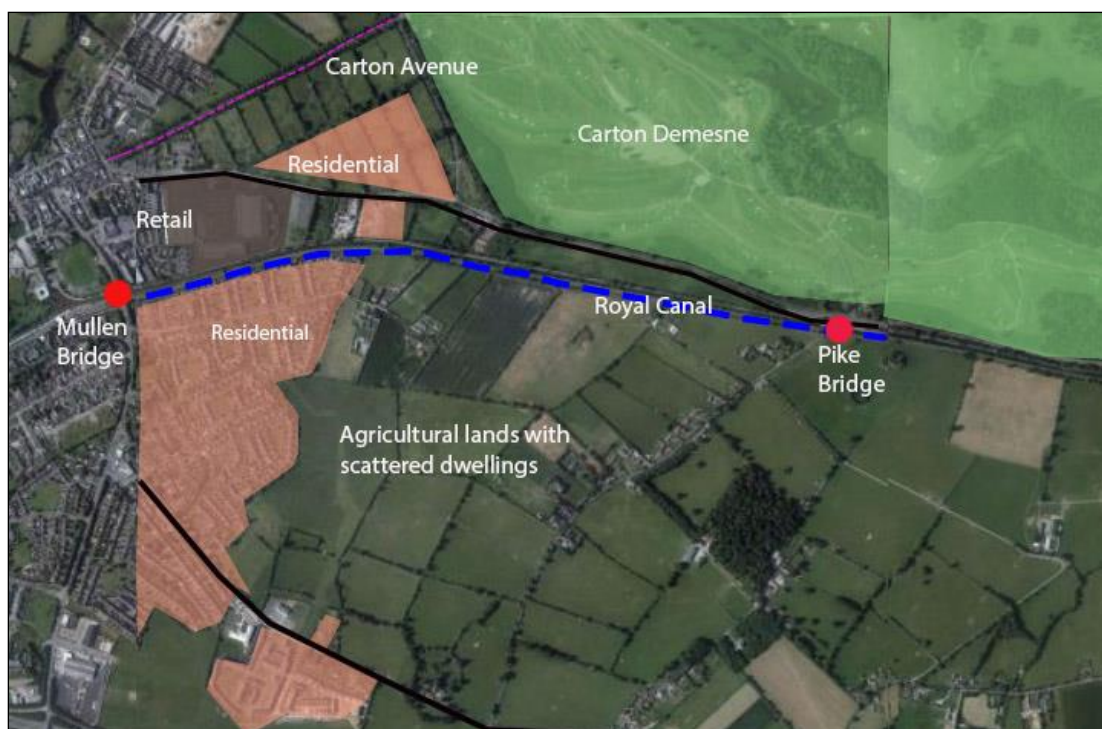 Carton Avenue
Carton Demesne
Residential
Retail
Royal Canal
Mullen
Bridge
Residential
Pike
Bridge
Agricultural lands with
scattered dwellings